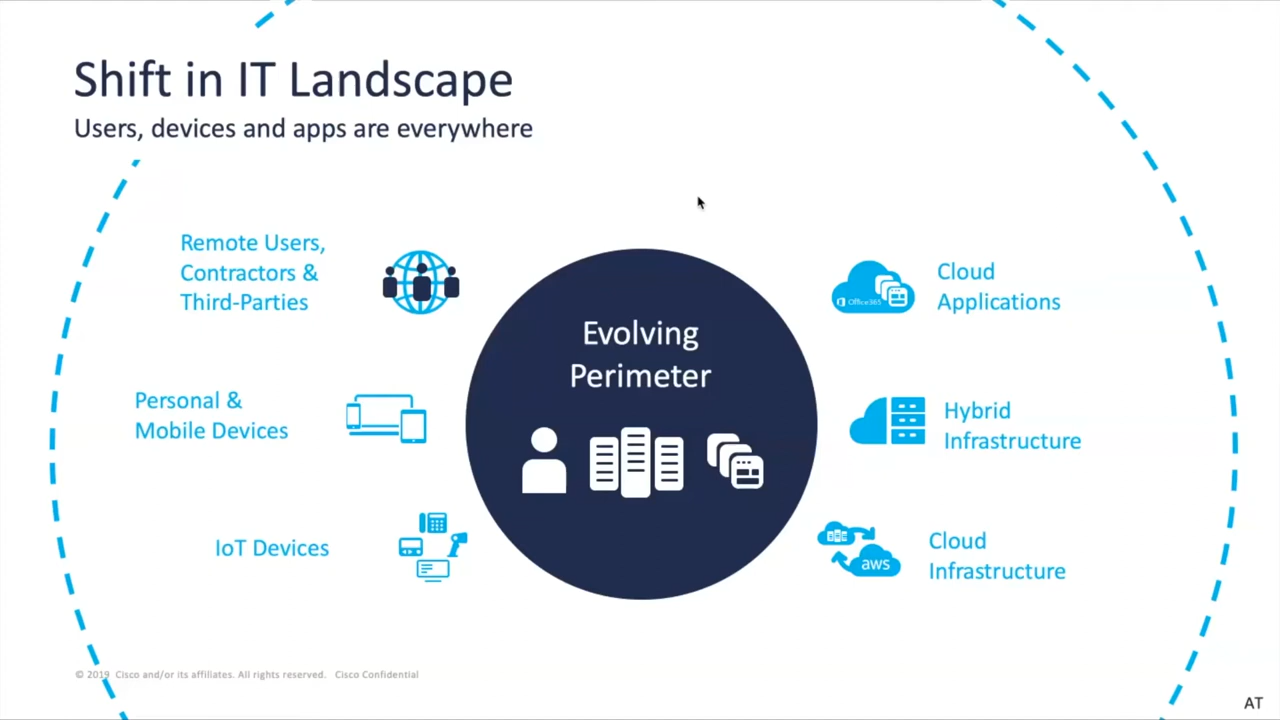 Shift in IT Landscape
Users, devices and apps are everywhere
Remote Users,
Contractors &
Third-Parties
Personal &
Mobile Devices
IoT Devices
Evolving
Perimeter
Office365
Cloud
Applications
Hybrid
Infrastructure
aws
Cloud
Infrastructure
© 2019 Cisco and/or its affiliates. All rights reserved. Cisco Confidential
AT